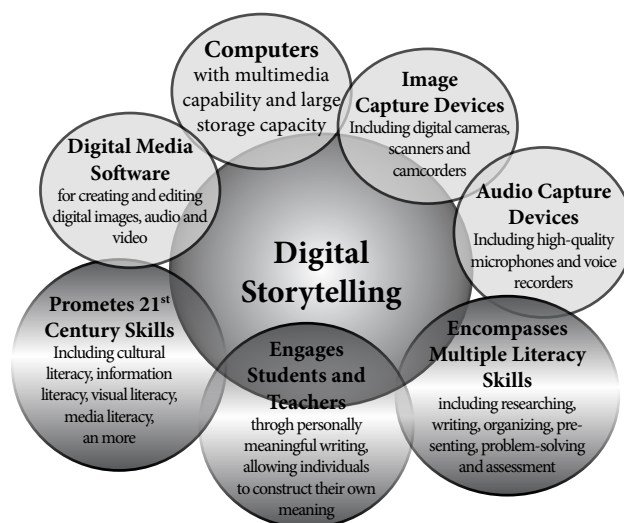 Computers
with multimedia
capability and large
storage capacity
Image
Capture Devices
Including digital cameras,
scanners and
camcorders
Digital Media
Software
for creating and editing
digital images, audio and
video
Audio Capture
Devices
Including high-quality
microphones and voice
recorders
Digital
Storytelling
Prometes 21st
Century Skills
Including cultural
literacy, information
literacy, visual literacy,
media literacy,
an more
Engages
Students and
Teachers
throgh personally
meaningful writing,
allowing individuals
to construct their own
meaning
Encompasses
Multiple Literacy
Skills
including researching,
writing, organizing, pre-
senting, problem-solving
and assessment